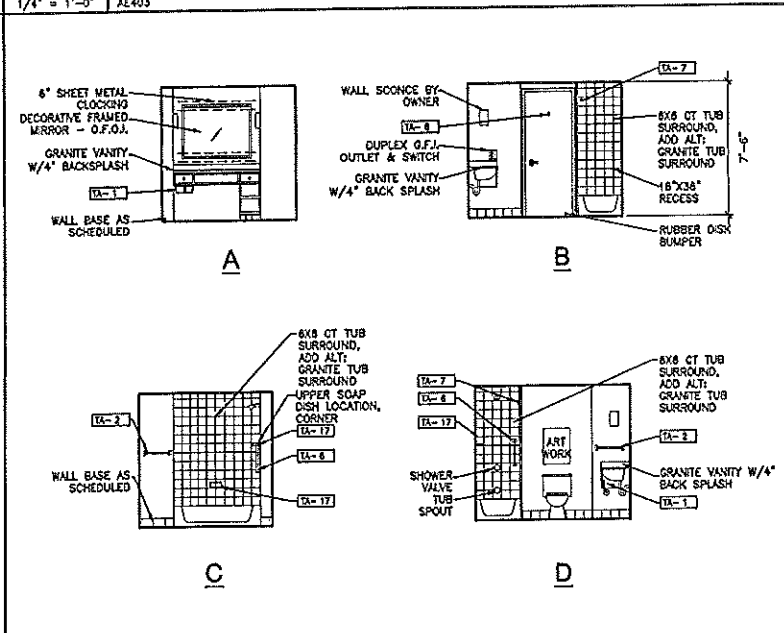 1/4" = 1'-0" AE403
6" SHEET METAL
CLOCKING
DECORATIVE FRAMED
MIRROR - O.F.O.I.
GRANITE VANITY
W/4" BACKSPLASH
TA-1
WALL BASE AS
SCHEDULED
A
WALL SCONCE BY
OWNER
TA-6
DUPLEX G.F.I.
OUTLET & SWITCH
GRANITE VANITY
W/4" BACK SPLASH
TA-7
6X6 CT TUB
SURROUND,
ADD ALT:
GRANITE TUB
SURROUND
7'-6"
16"X36"
RECESS
RUBBER DISK
BUMPER
B
6X6 CT TUB
SURROUND,
ADD ALT:
GRANITE TUB
SURROUND
UPPER SOAP
DISH LOCATION,
CORNER
TA-2
TA-17
TA-6
WALL BASE AS
SCHEDULED
TA-17
C
TA-7
TA-6
TA-17
SHOWER
VALVE
TUB
SPOUT
ART
WORK
6X6 CT TUB
SURROUND,
ADD ALT:
GRANITE TUB
SURROUND
TA-2
GRANITE VANITY W/4"
BACK SPLASH
TA-1
D